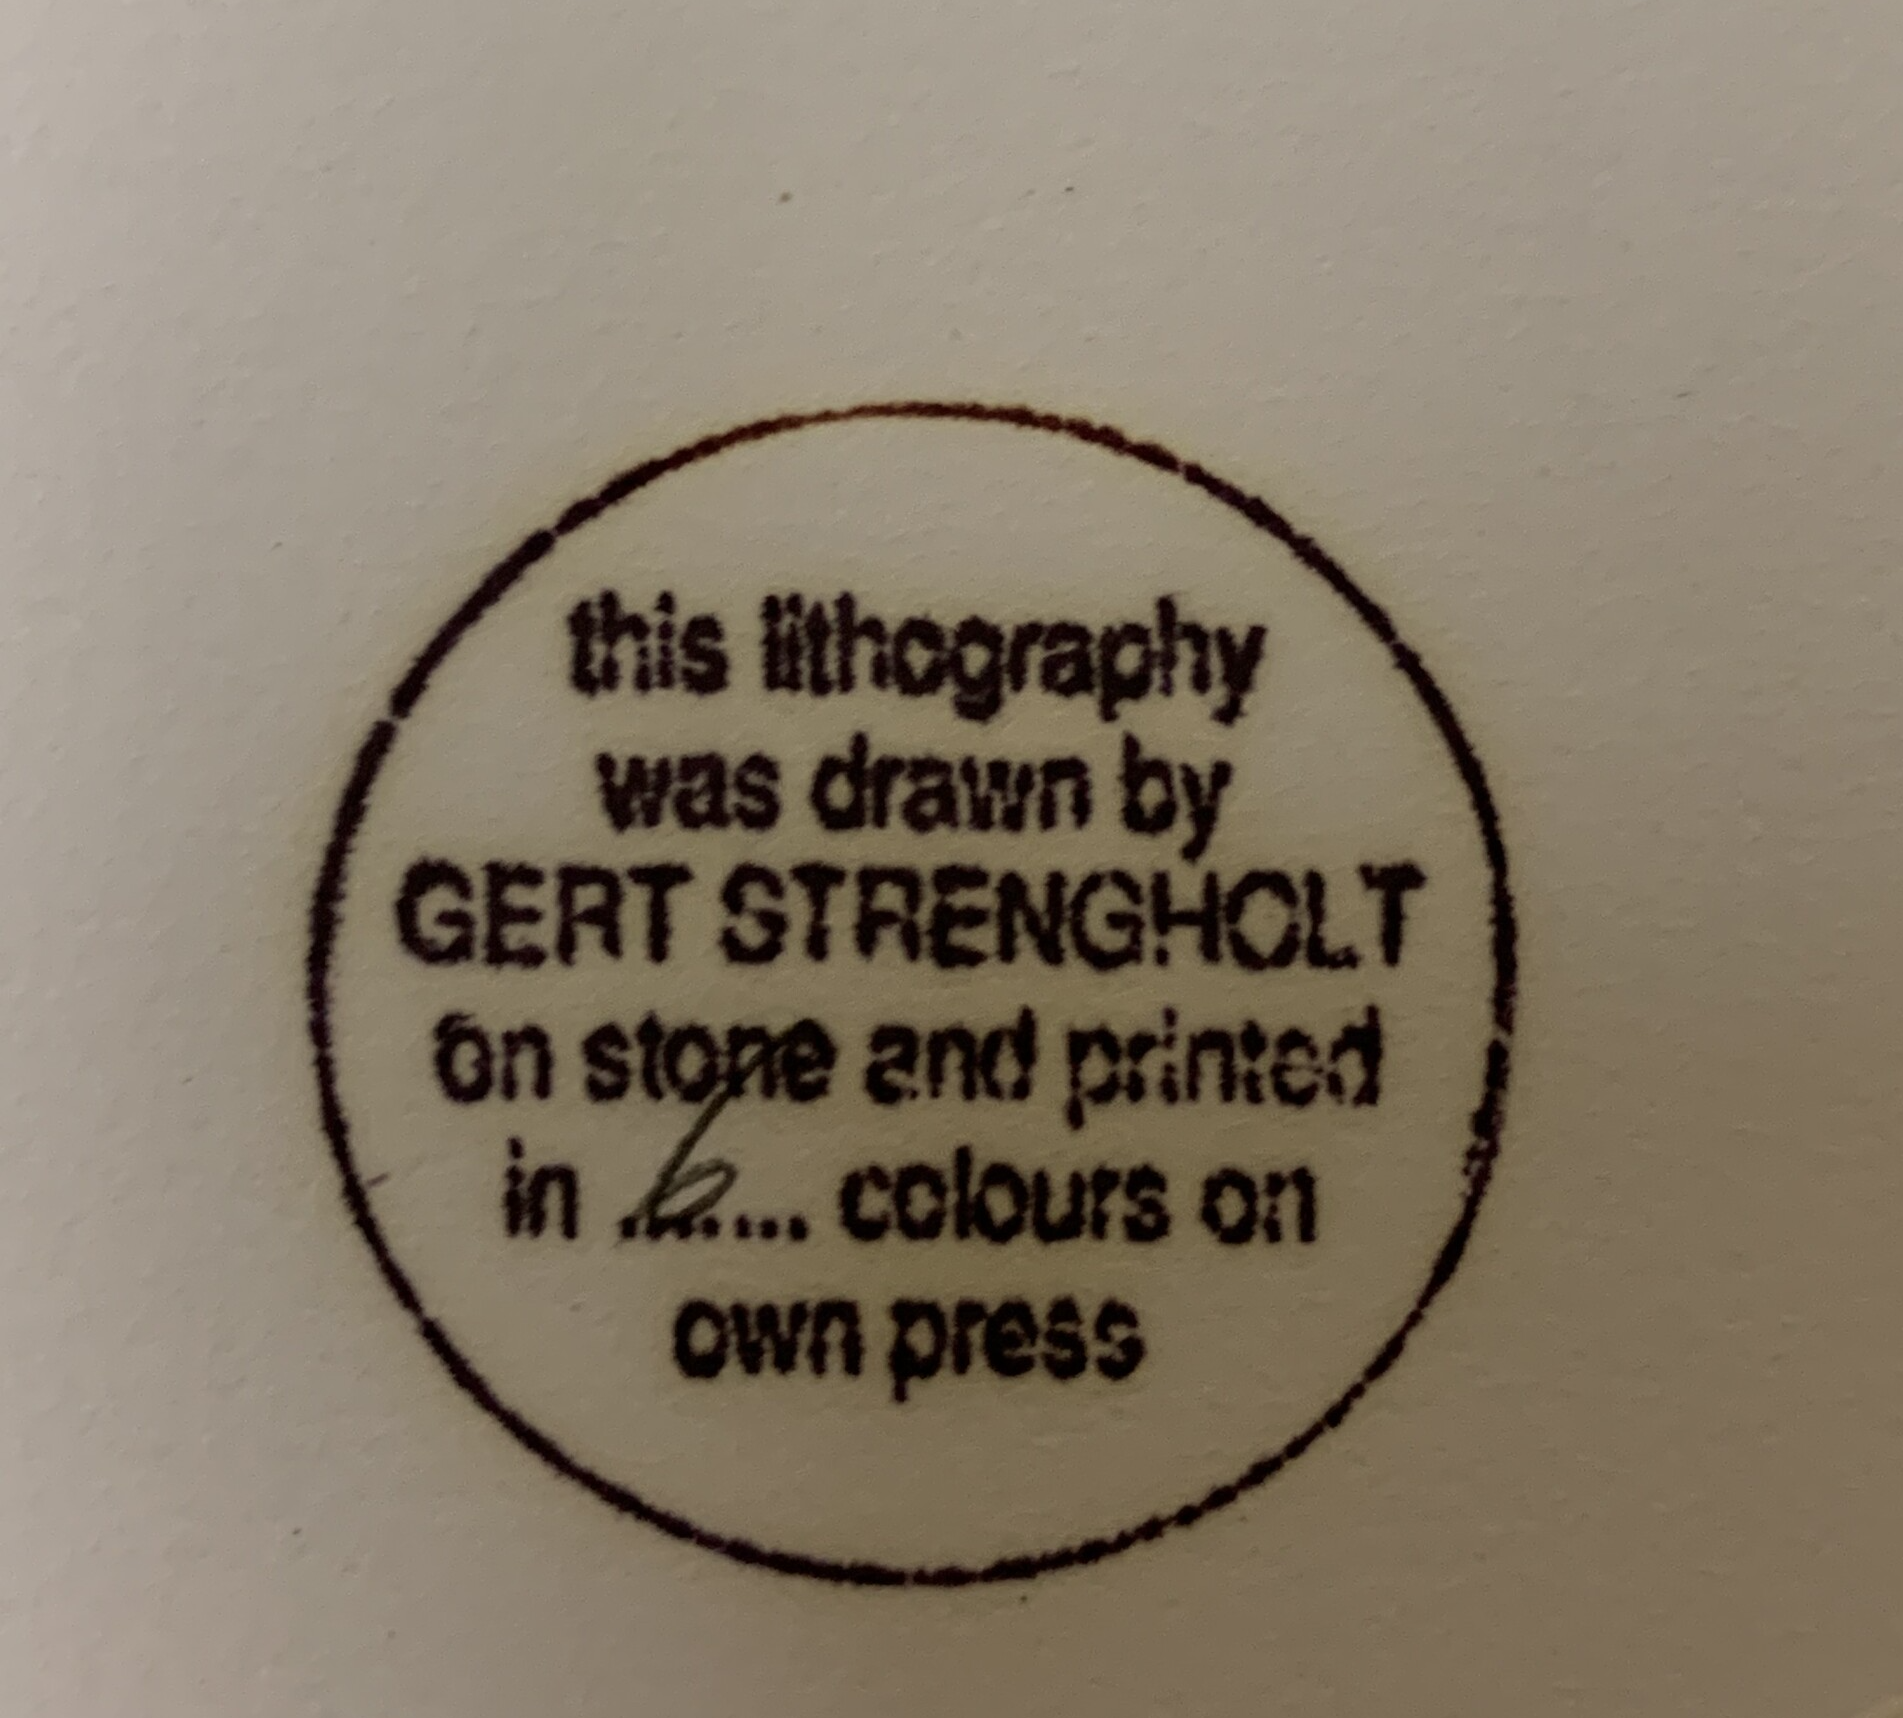 this lithography
was drawn by
GERT STRENGHOLT
on stone and printed
in ..6..... colours on
own press